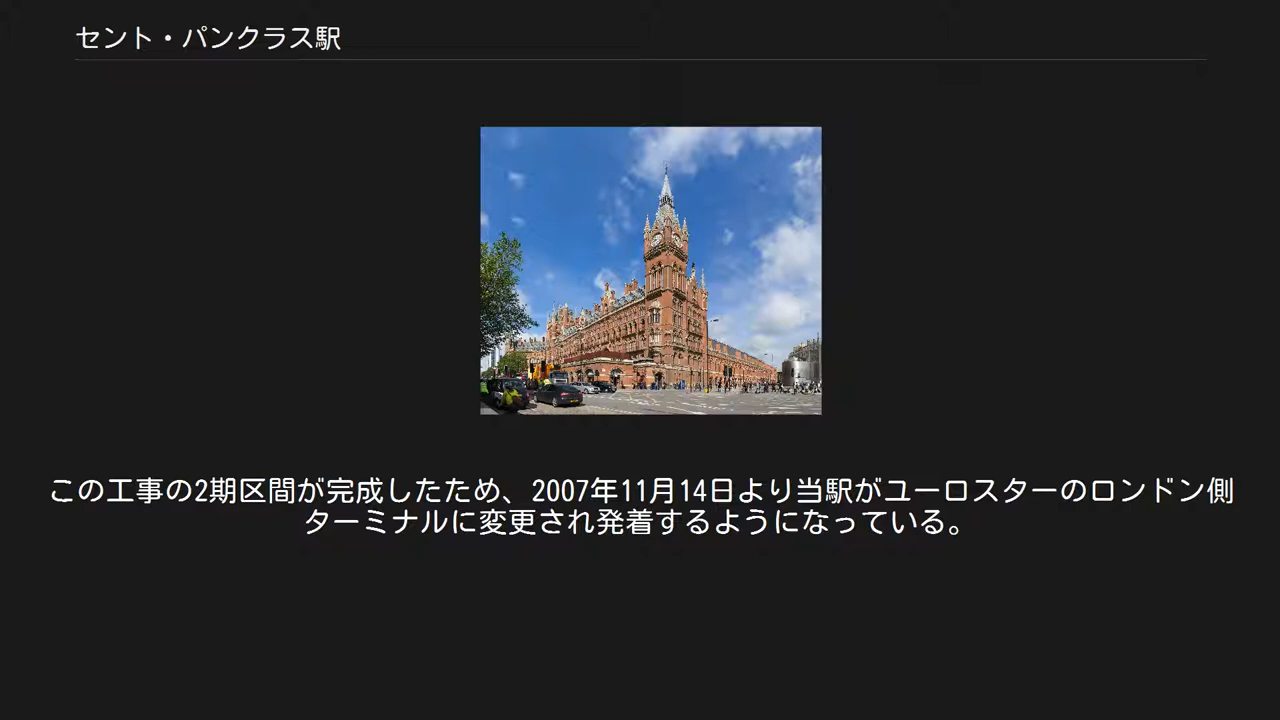 セント・パンクラス駅
この工事の2期区間が完成したため、2007年11月14日より当駅がユーロスターのロンドン側
ターミナルに変更され発着するようになっている。